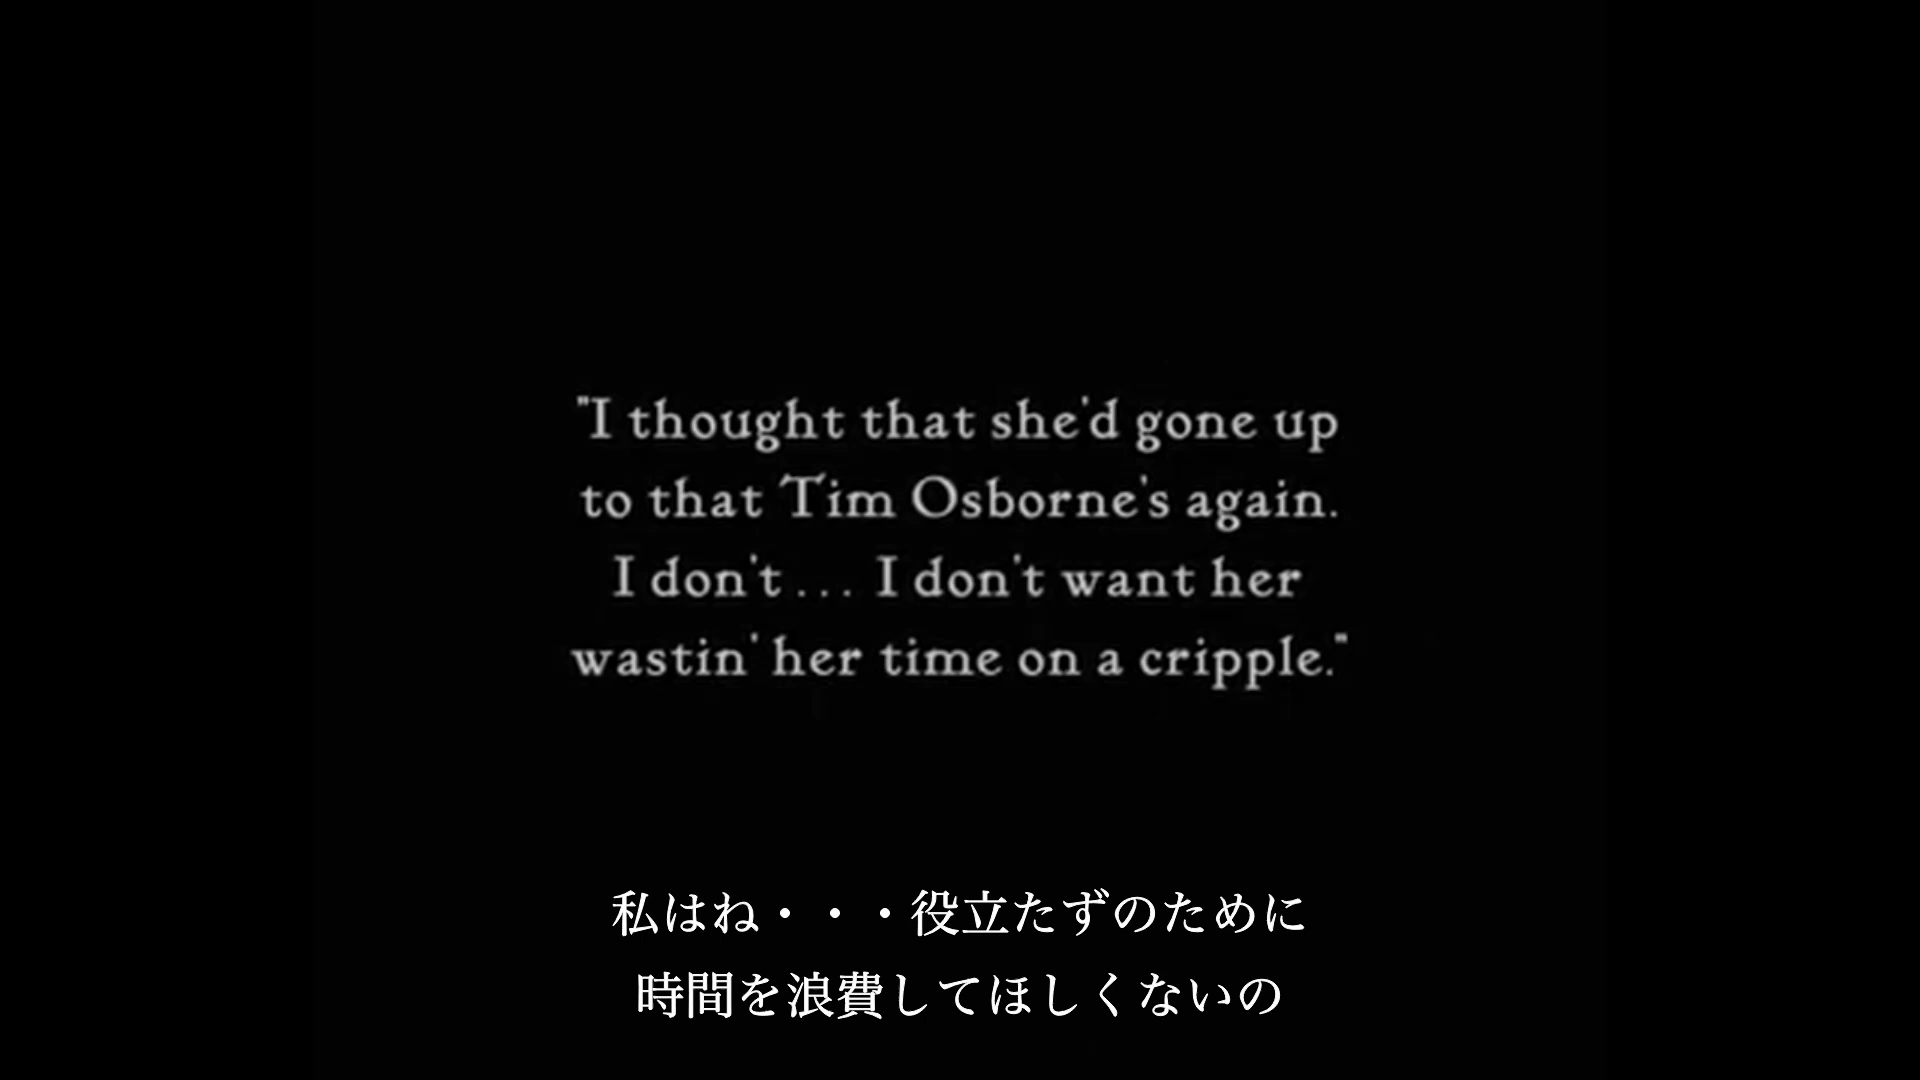 "I thought that she'd gone up
to that Tim Osborne's again.
I don't... I don't want her
wastin' her time on a cripple."
私はね・・・役立たずのために
時間を浪費してほしくないの